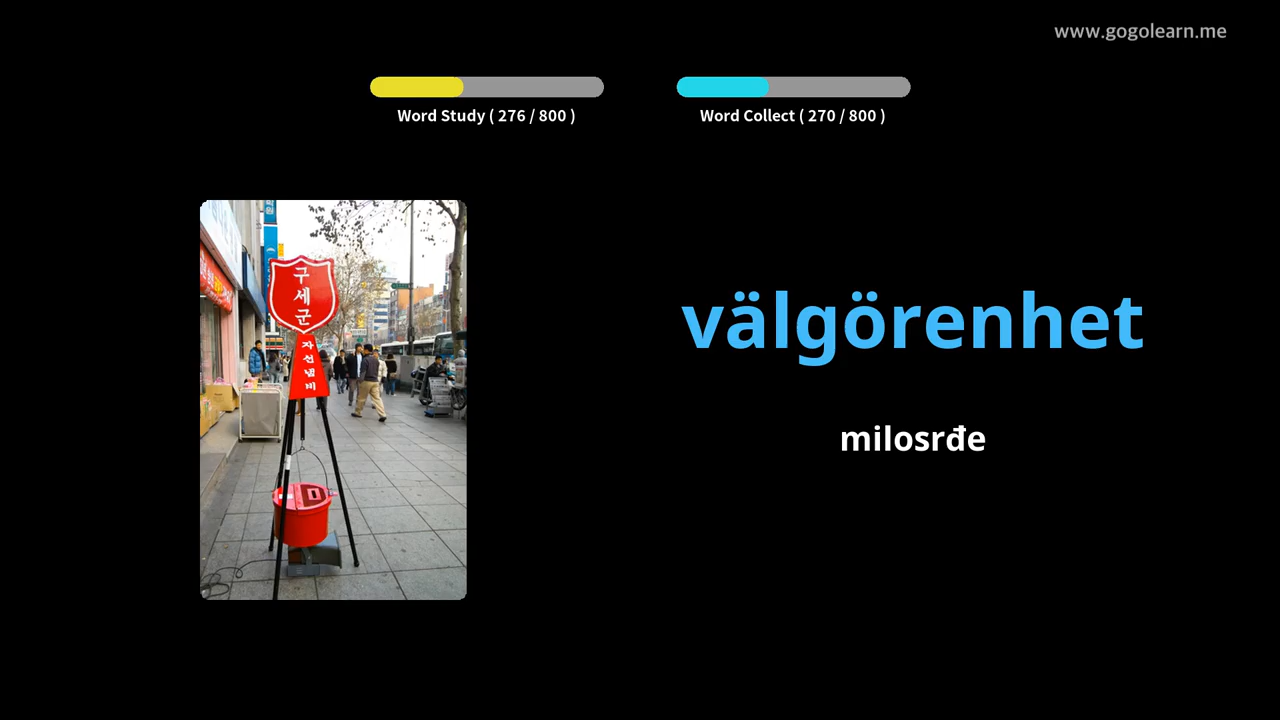 www.gogolearn.me
Word Study ( 276 / 800 )
Word Collect ( 270 / 800 )
구세군
자선냄비
välgörenhet
milosrđe